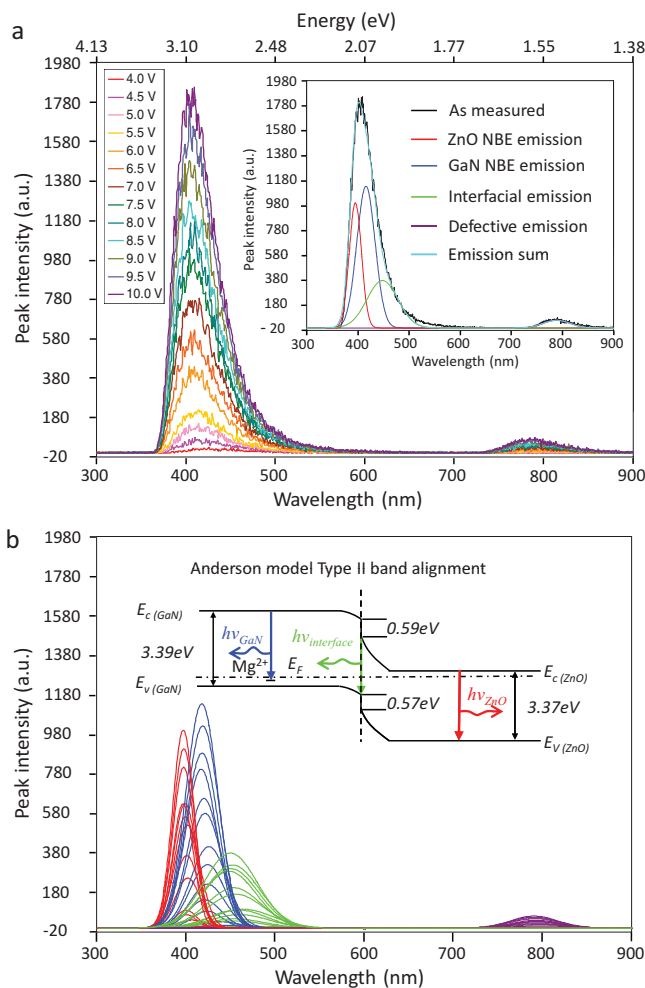 a
Energy (eV)
4.13 3.10 2.48 2.07 1.77 1.55 1.38
Peak intensity (a.u.)
1980
1780
1580
1380
1180
980
780
580
380
180
-20
4.0 V
4.5 V
5.0 V
5.5 V
6.0 V
6.5 V
7.0 V
7.5 V
8.0 V
8.5 V
9.0 V
9.5 V
10.0 V
Peak intensity (a.u.)
1980
1780
1580
1380
1180
980
780
580
380
180
- 20
As measured
ZnO NBE emission
GaN NBE emission
Interfacial emission
Defective emission
Emission sum
300 400 500 600 700 800 900
Wavelength (nm)
300 400 500 600 700 800 900
Wavelength (nm)
b
Peak intensity (a.u.)
1980
1780
1580
1380
1180
980
780
580
380
180
-20
Anderson model Type II band alignment
Ec (GaN)
hνGaN
hνinterface
0.59eV
3.39eV
Mg2+
EF
Ec (ZnO)
Ev (GaN)
0.57eV
hνZnO
3.37eV
EV (ZnO)
300 400 500 600 700 800 900
Wavelength (nm)